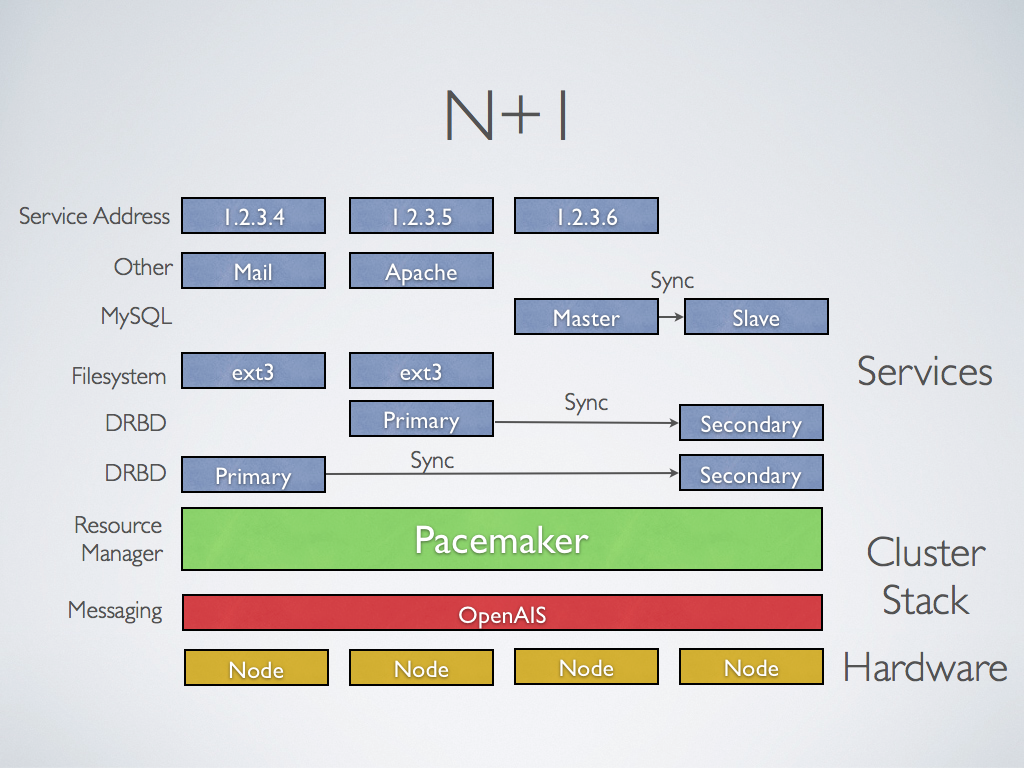 N+1
Service Address 1.2.3.4 1.2.3.5 1.2.3.6
Other Mail Apache
Sync
MySQL Master Slave
Filesystem ext3 ext3
Services
Sync
DRBD Primary Secondary
Sync
DRBD Primary Secondary
Resource
Manager
Pacemaker
Cluster
Stack
Messaging OpenAIS
Node Node Node Node Hardware